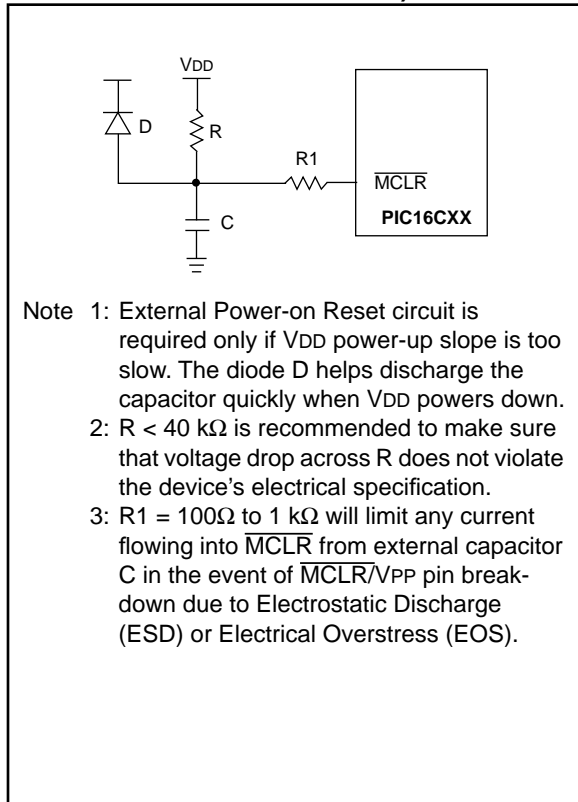 VDD
D
R
R1
MCLR
C
PIC16CXX
Note 1: External Power-on Reset circuit is
required only if VDD power-up slope is too
slow. The diode D helps discharge the
capacitor quickly when VDD powers down.
2: R < 40 kΩ is recommended to make sure
that voltage drop across R does not violate
the device's electrical specification.
3: R1 = 100Ω to 1 kΩ will limit any current
flowing into MCLR from external capacitor
C in the event of MCLR/VPP pin break-
down due to Electrostatic Discharge
(ESD) or Electrical Overstress (EOS).